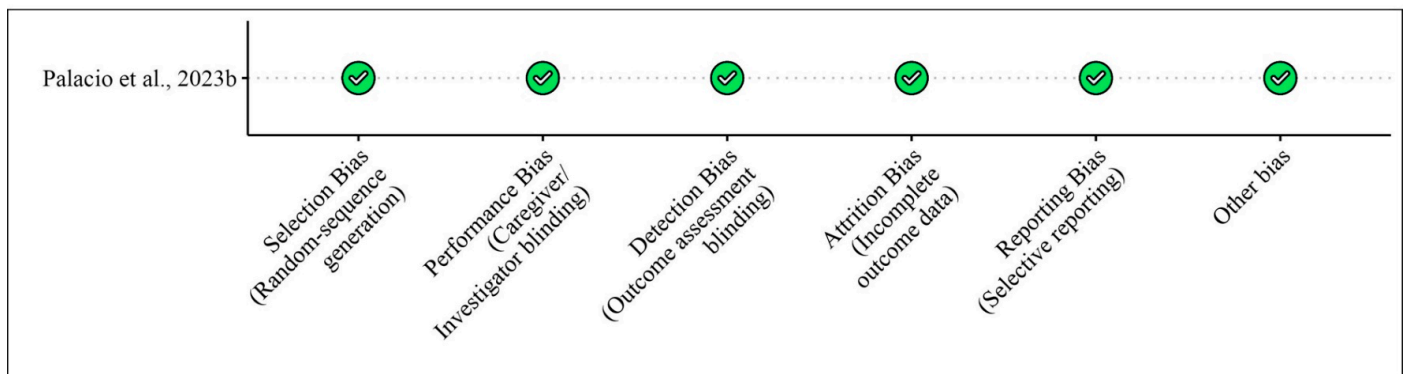 Palacio et al., 2023b
Selection Bias
(Random-sequence
generation)
Performance Bias
(Caregiver/
Investigator blinding)
Detection Bias
(Outcome assessment
blinding)
Attrition Bias
(Incomplete
outcome data)
Reporting Bias
(Selective reporting)
Other bias